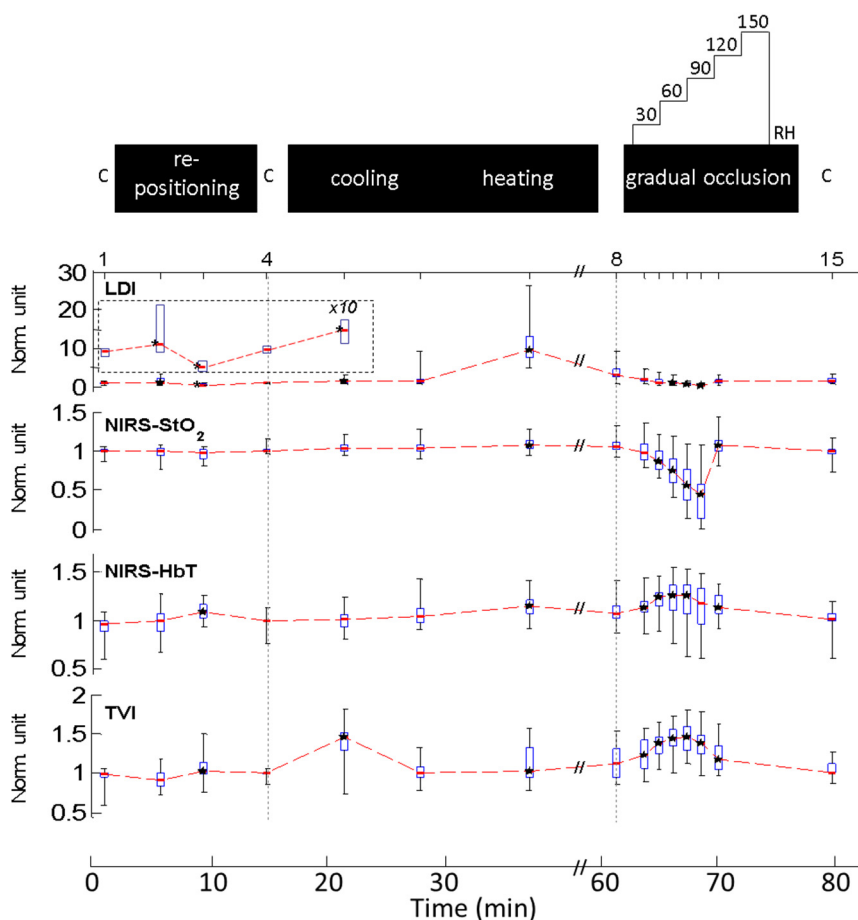 150
120
90
60
30
RH
C
re-
positioning
C
cooling
heating
gradual occlusion
C
1
4
//
8
15
Norm. unit
30
20
10
0
LDI
x10
//
Norm. unit
1.5
1
0.5
0
NIRS-StO2
//
Norm. unit
1.5
1
0.5
NIRS-HbT
//
Norm. unit
2
1.5
1
0.5
TVI
//
0
10
20
30
//
60
70
80
Time (min)